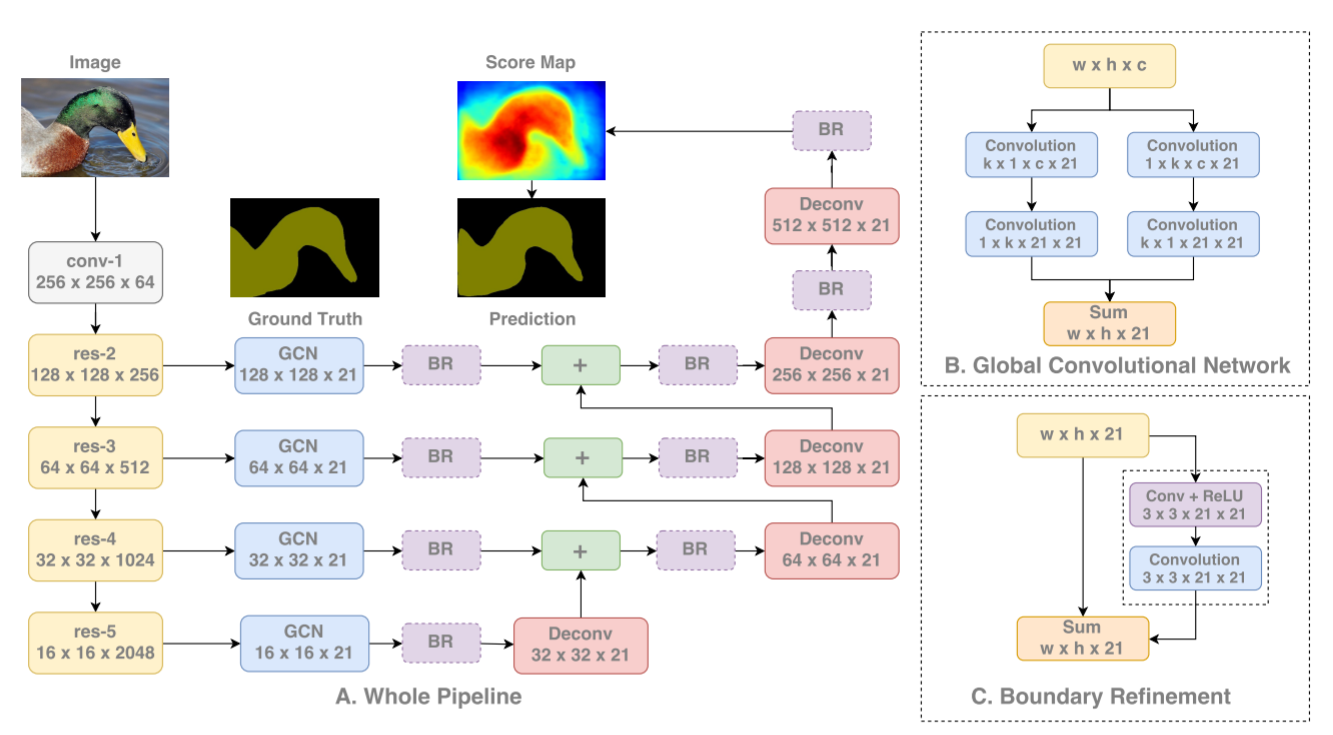 Image
Score Map
BR
Deconv
512 x 512 x 21
conv-1
256 x 256 x 64
BR
Ground Truth
Prediction
res-2
128 x 128 x 256
GCN
128 x 128 x 21
BR
+
BR
Deconv
256 x 256 x 21
res-3
64 x 64 x 512
GCN
64 x 64 x 21
BR
+
BR
Deconv
128 x 128 x 21
res-4
32 x 32 x 1024
GCN
32 x 32 x 21
BR
+
BR
Deconv
64 x 64 x 21
res-5
16 x 16 x 2048
GCN
16 x 16 x 21
BR
Deconv
32 x 32 x 21
A. Whole Pipeline
w x h x c
Convolution
k x 1 x c x 21
Convolution
1 x k x c x 21
Convolution
1 x k x 21 x 21
Convolution
k x 1 x 21 x 21
Sum
w x h x 21
B. Global Convolutional Network
w x h x 21
Conv + ReLU
3 x 3 x 21 x 21
Convolution
3 x 3 x 21 x 21
Sum
w x h x 21
C. Boundary Refinement